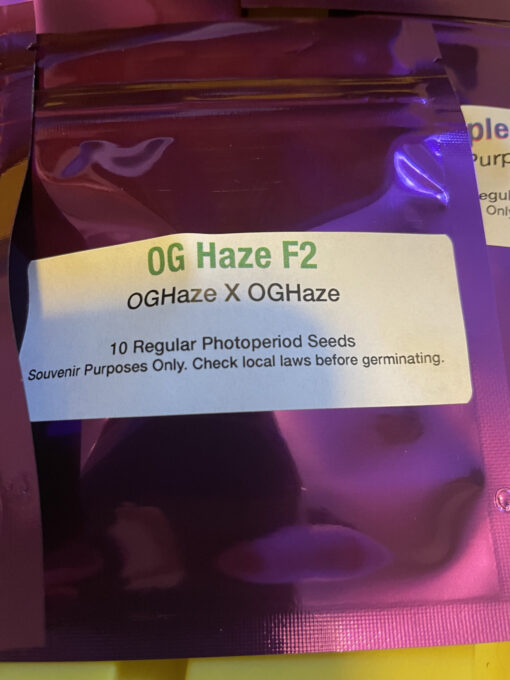 OG Haze F2
OGHaze X OGHaze
10 Regular Photoperiod Seeds
Souvenir Purposes Only. Check local laws before germinating.